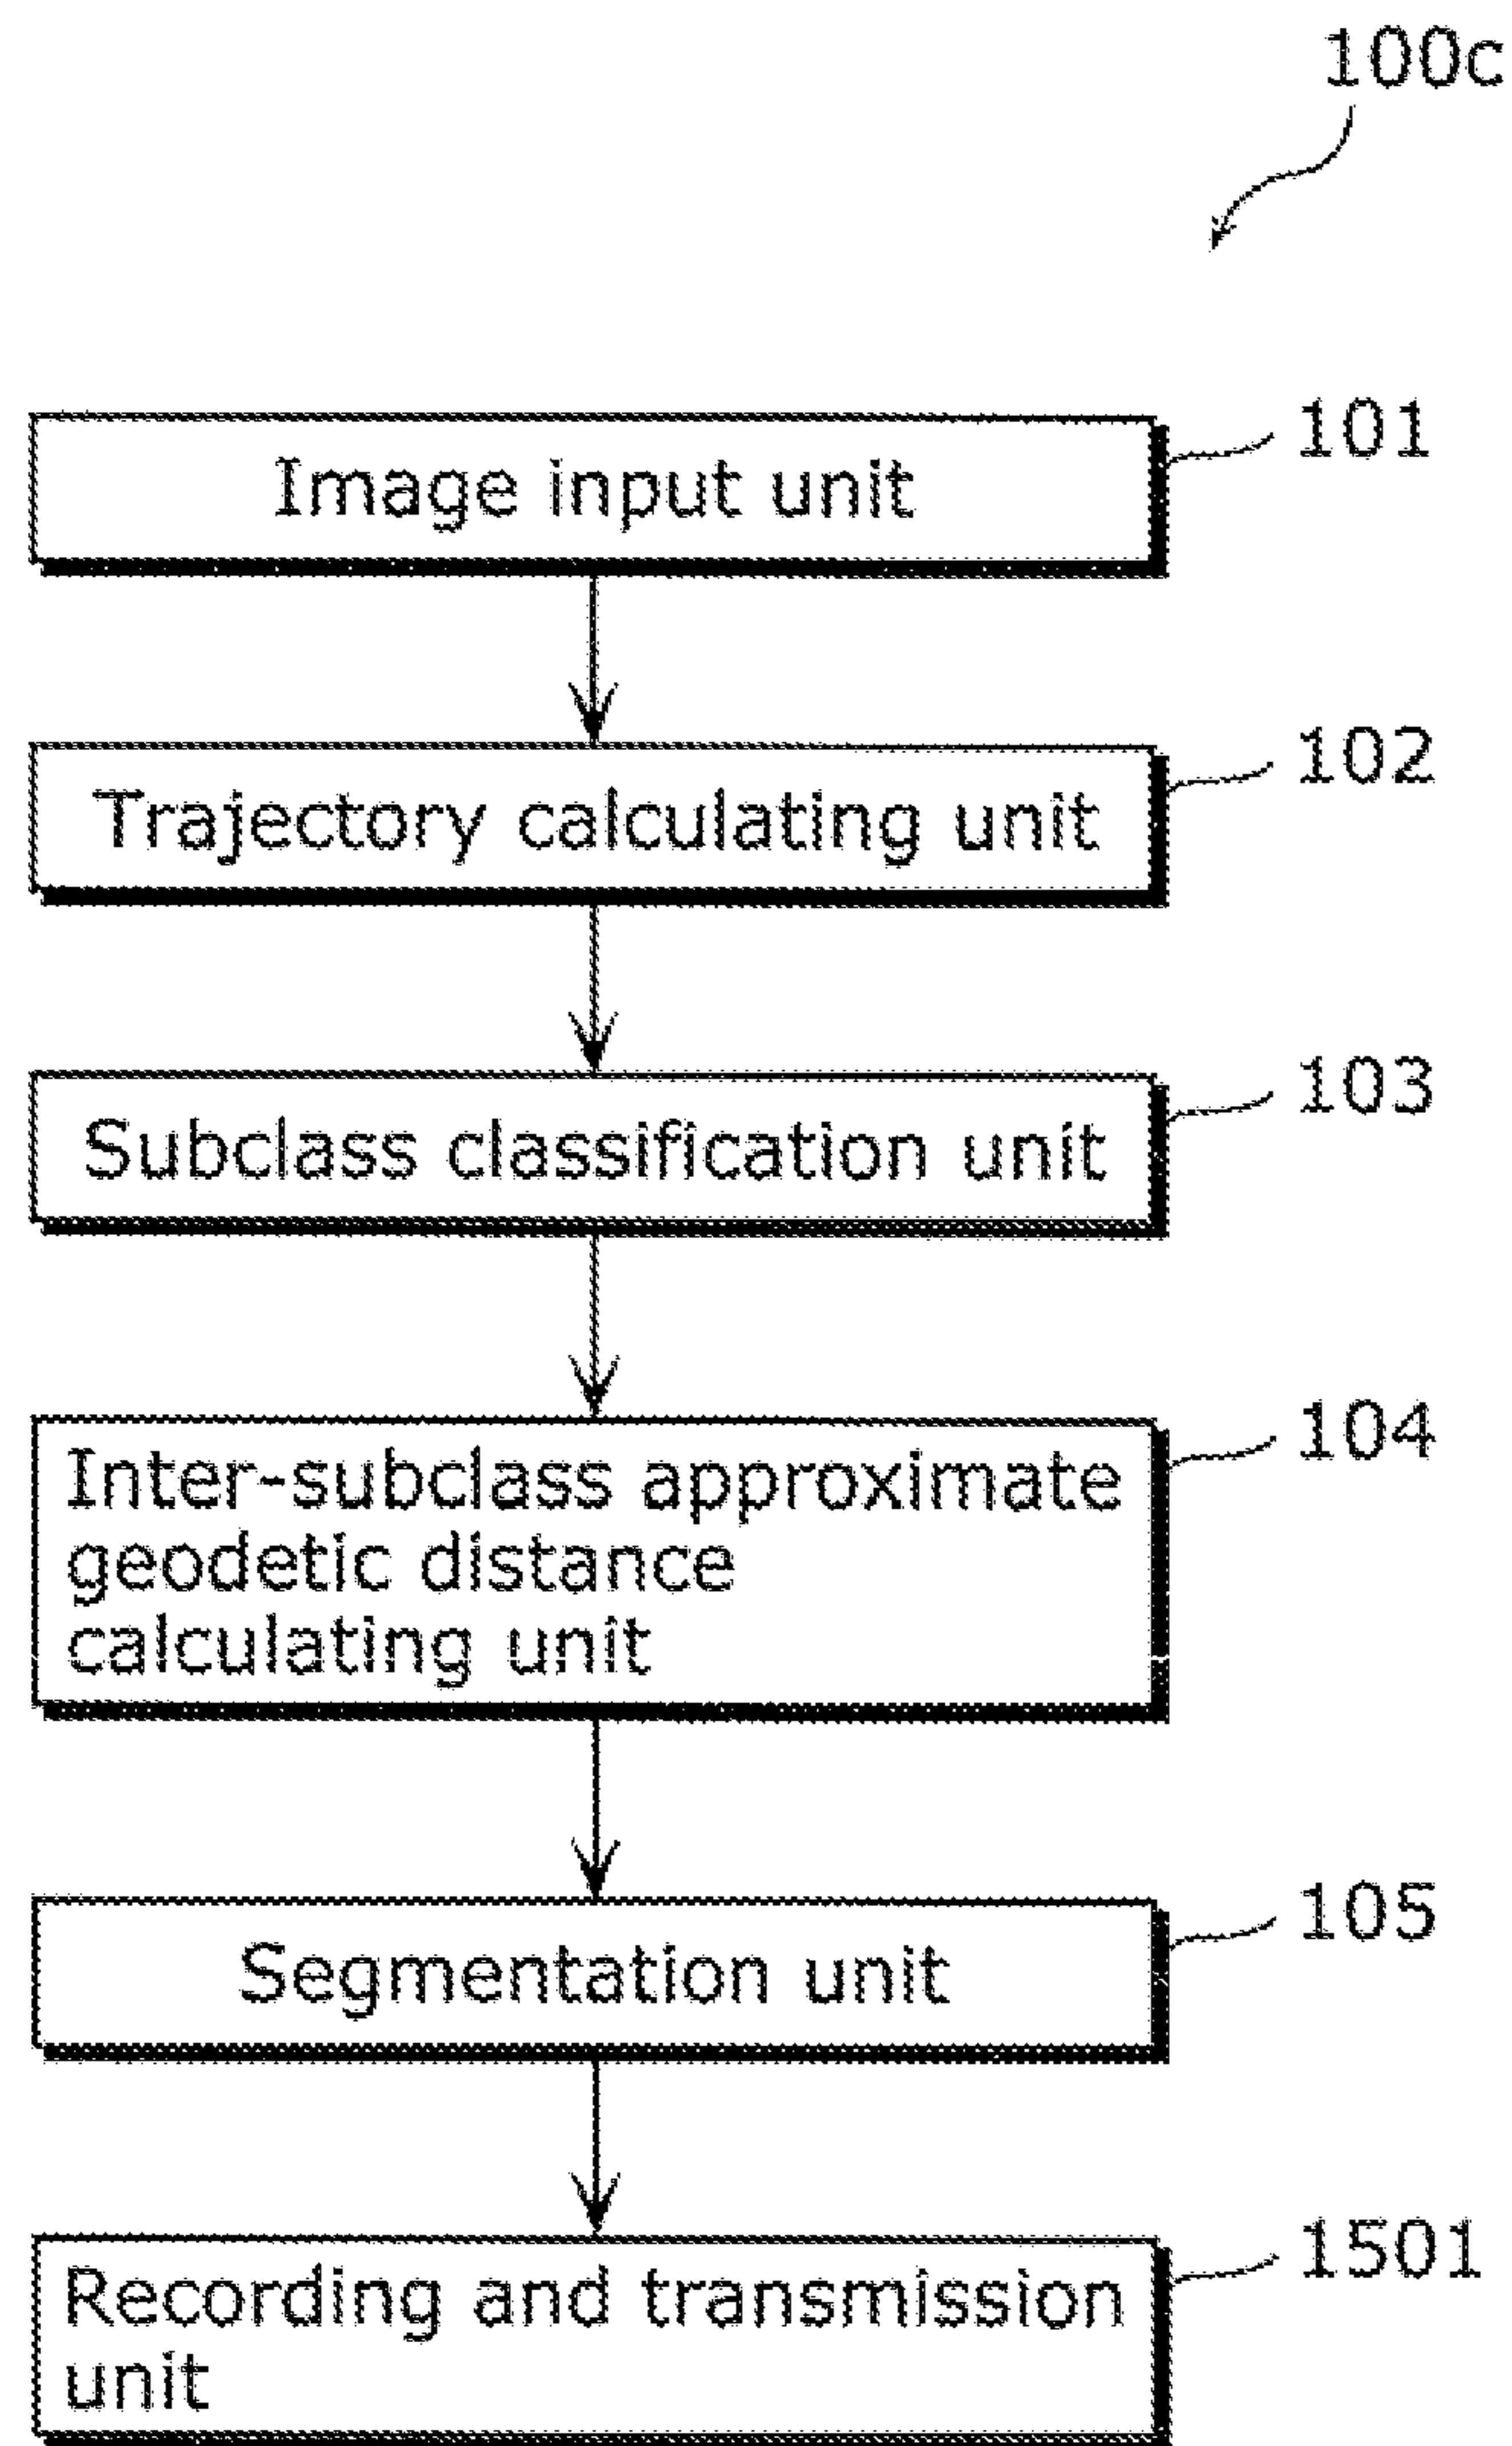 100c
Image input unit
101
Trajectory calculating unit
102
Subclass classification unit
103
Inter-subclass approximate
geodetic distance
calculating unit
104
Segmentation unit
105
Recording and transmission
unit
1501